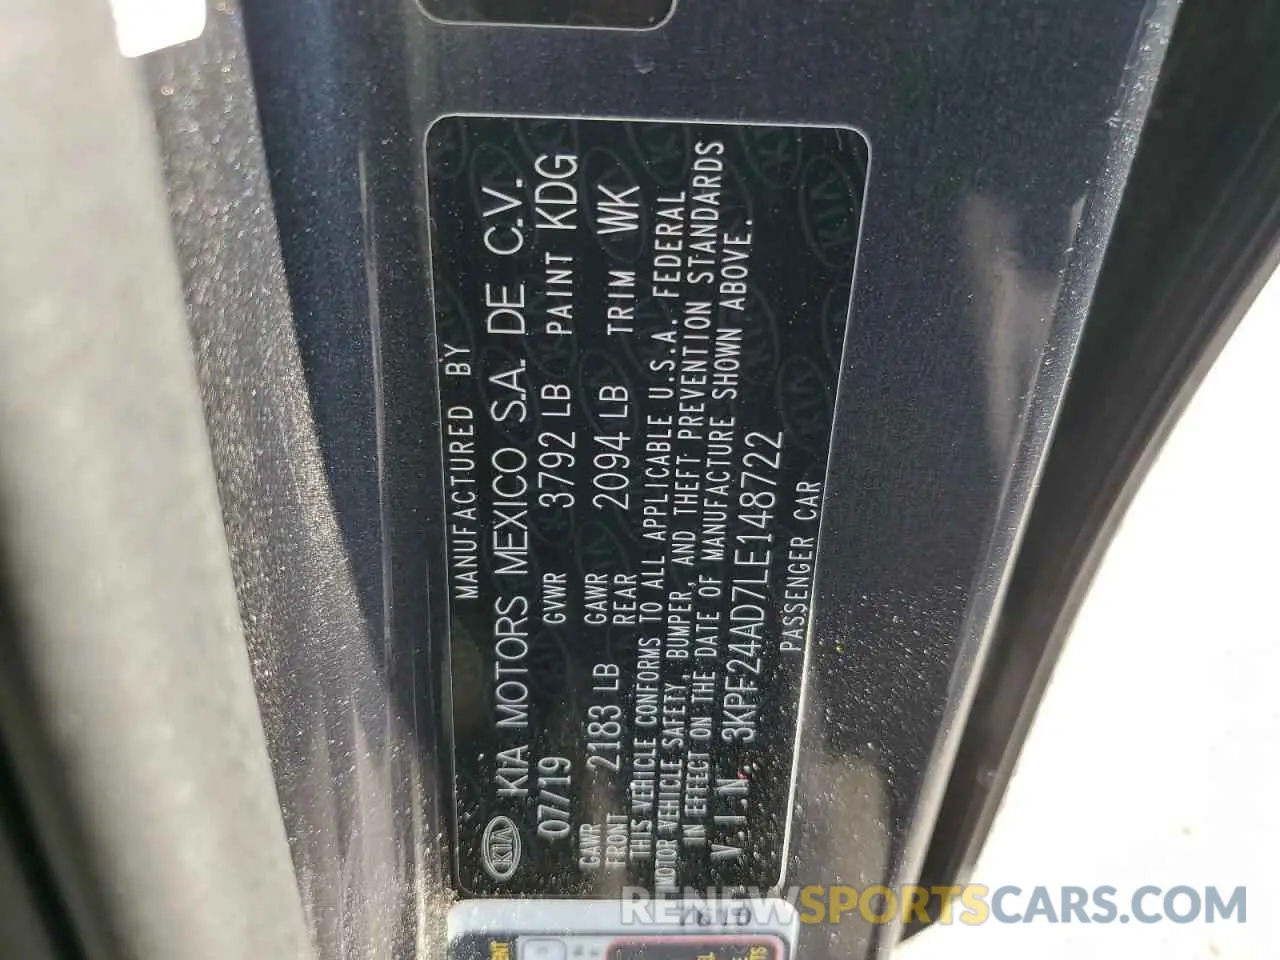 MANUFACTURED BY
KIA KIA MOTORS MEXICO S.A. DE C.V.
07/19 GVWR 3792 LB PAINT KDG
GAWR FRONT 2183 LB GAWR REAR 2094 LB TRIM WK
THIS VEHICLE CONFORMS TO ALL APPLICABLE U.S.A. FEDERAL
MOTOR VEHICLE SAFETY, BUMPER, AND THEFT PREVENTION STANDARDS
IN EFFECT ON THE DATE OF MANUFACTURE SHOWN ABOVE.
V.I.N. 3KPF24AD7LE148722
PASSENGER CAR
RENEWSPORTSCARS.COM